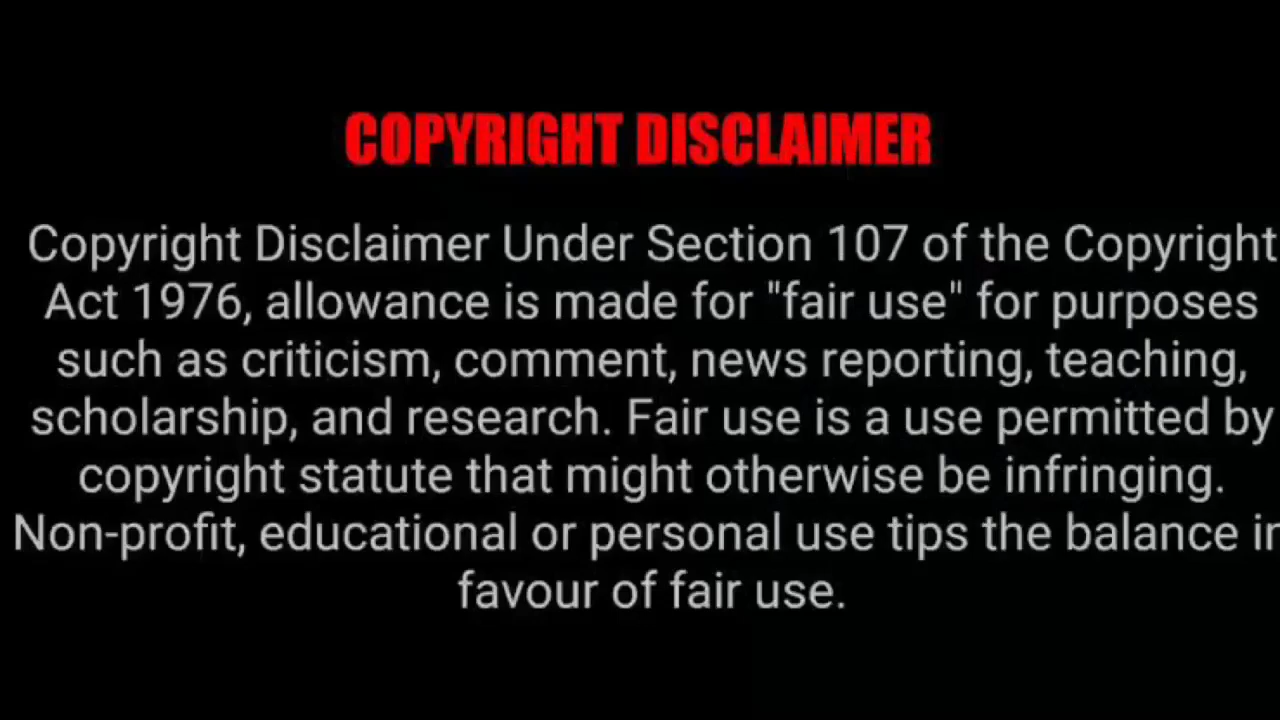 COPYRIGHT DISCLAIMER
Copyright Disclaimer Under Section 107 of the Copyright
Act 1976, allowance is made for "fair use" for purposes
such as criticism, comment, news reporting, teaching,
scholarship, and research. Fair use is a use permitted by
copyright statute that might otherwise be infringing.
Non-profit, educational or personal use tips the balance in
favour of fair use.